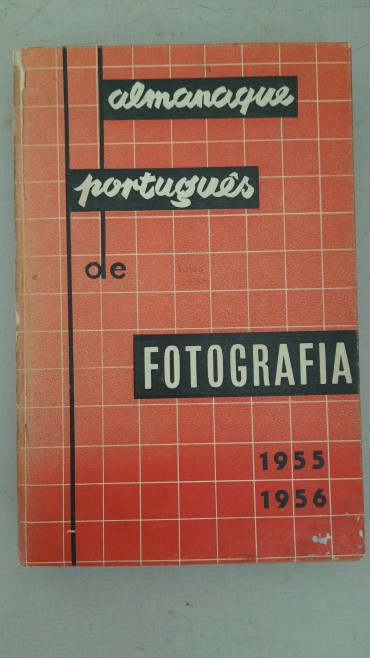 almanaque
português
de
FOTOGRAFIA
1955
1956